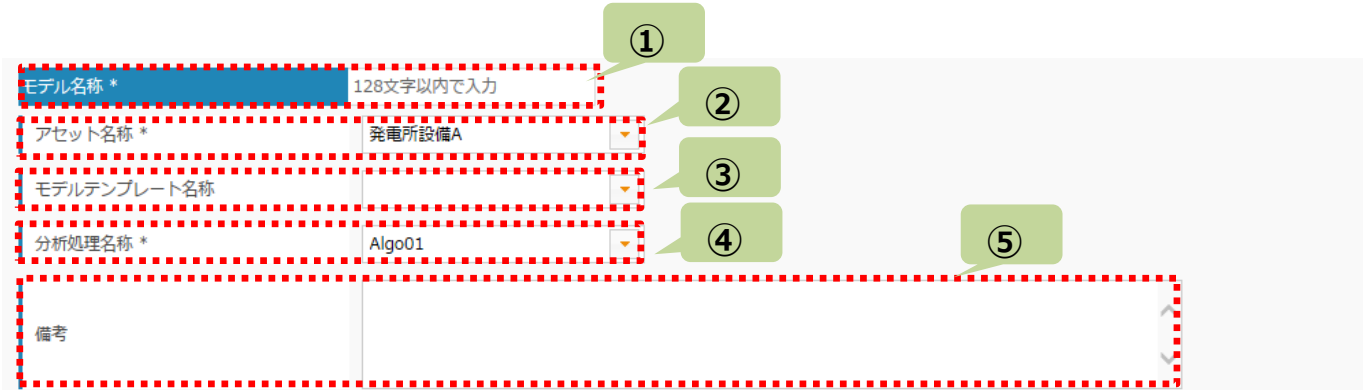 ①
モデル名称 * 128文字以内で入力
②
アセット名称 * 発電所設備A
③
モデルテンプレート名称
④
分析処理名称 * Algo01
⑤
備考